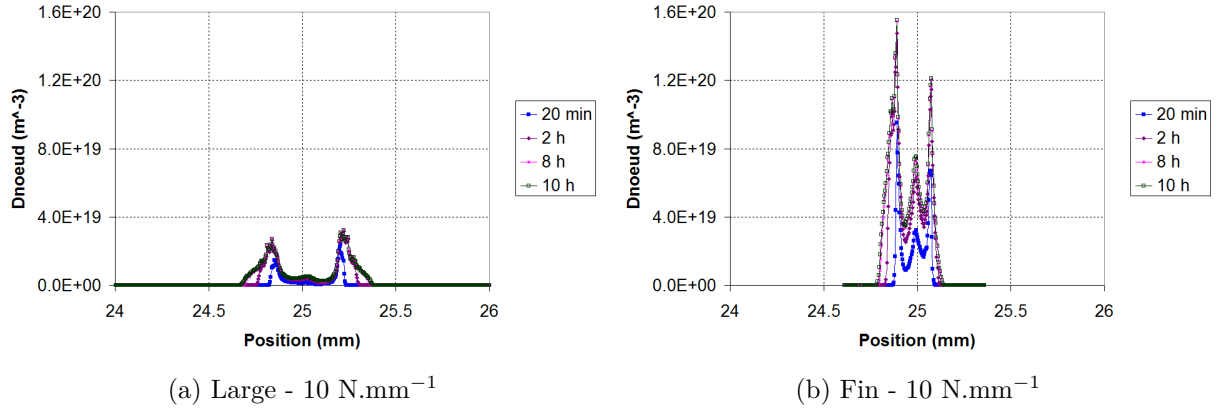 1.6E+20
1.2E+20
8.0E+19
4.0E+19
0.0E+00
Dnoeud (m^-3)
24 24.5 25 25.5 26
Position (mm)
20 min
2 h
8 h
10 h
(a) Large - 10 N.mm⁻¹
1.6E+20
1.2E+20
8.0E+19
4.0E+19
0.0E+00
Dnoeud (m^-3)
24 24.5 25 25.5 26
Position (mm)
20 min
2 h
8 h
10 h
(b) Fin - 10 N.mm⁻¹